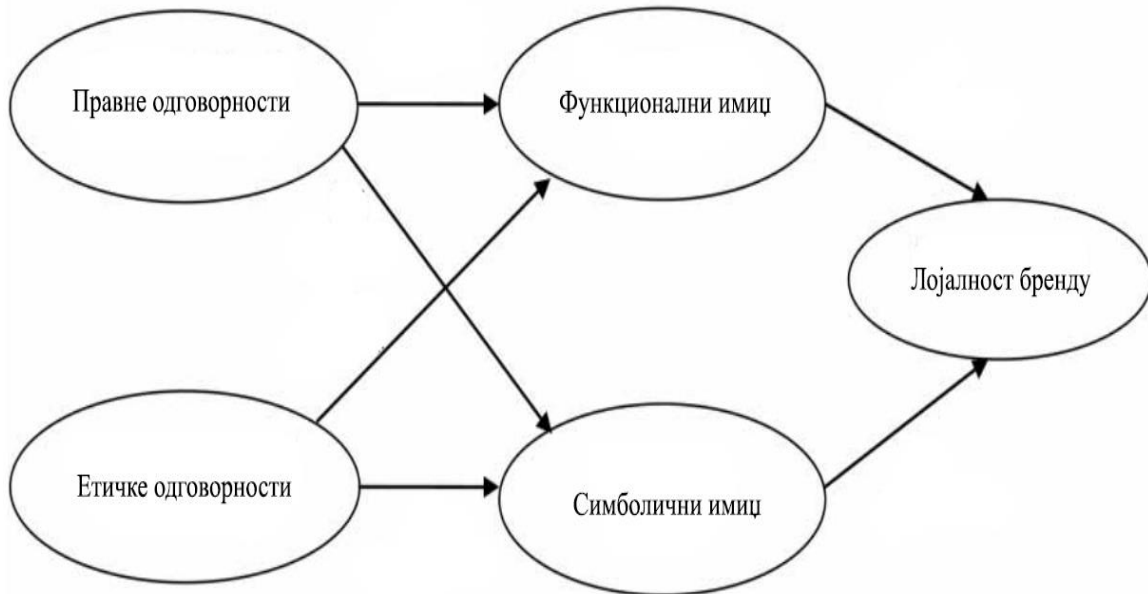 Правне одговорности
Функционални имиџ
Лојалност бренду
Етичке одговорности
Симболични имиџ